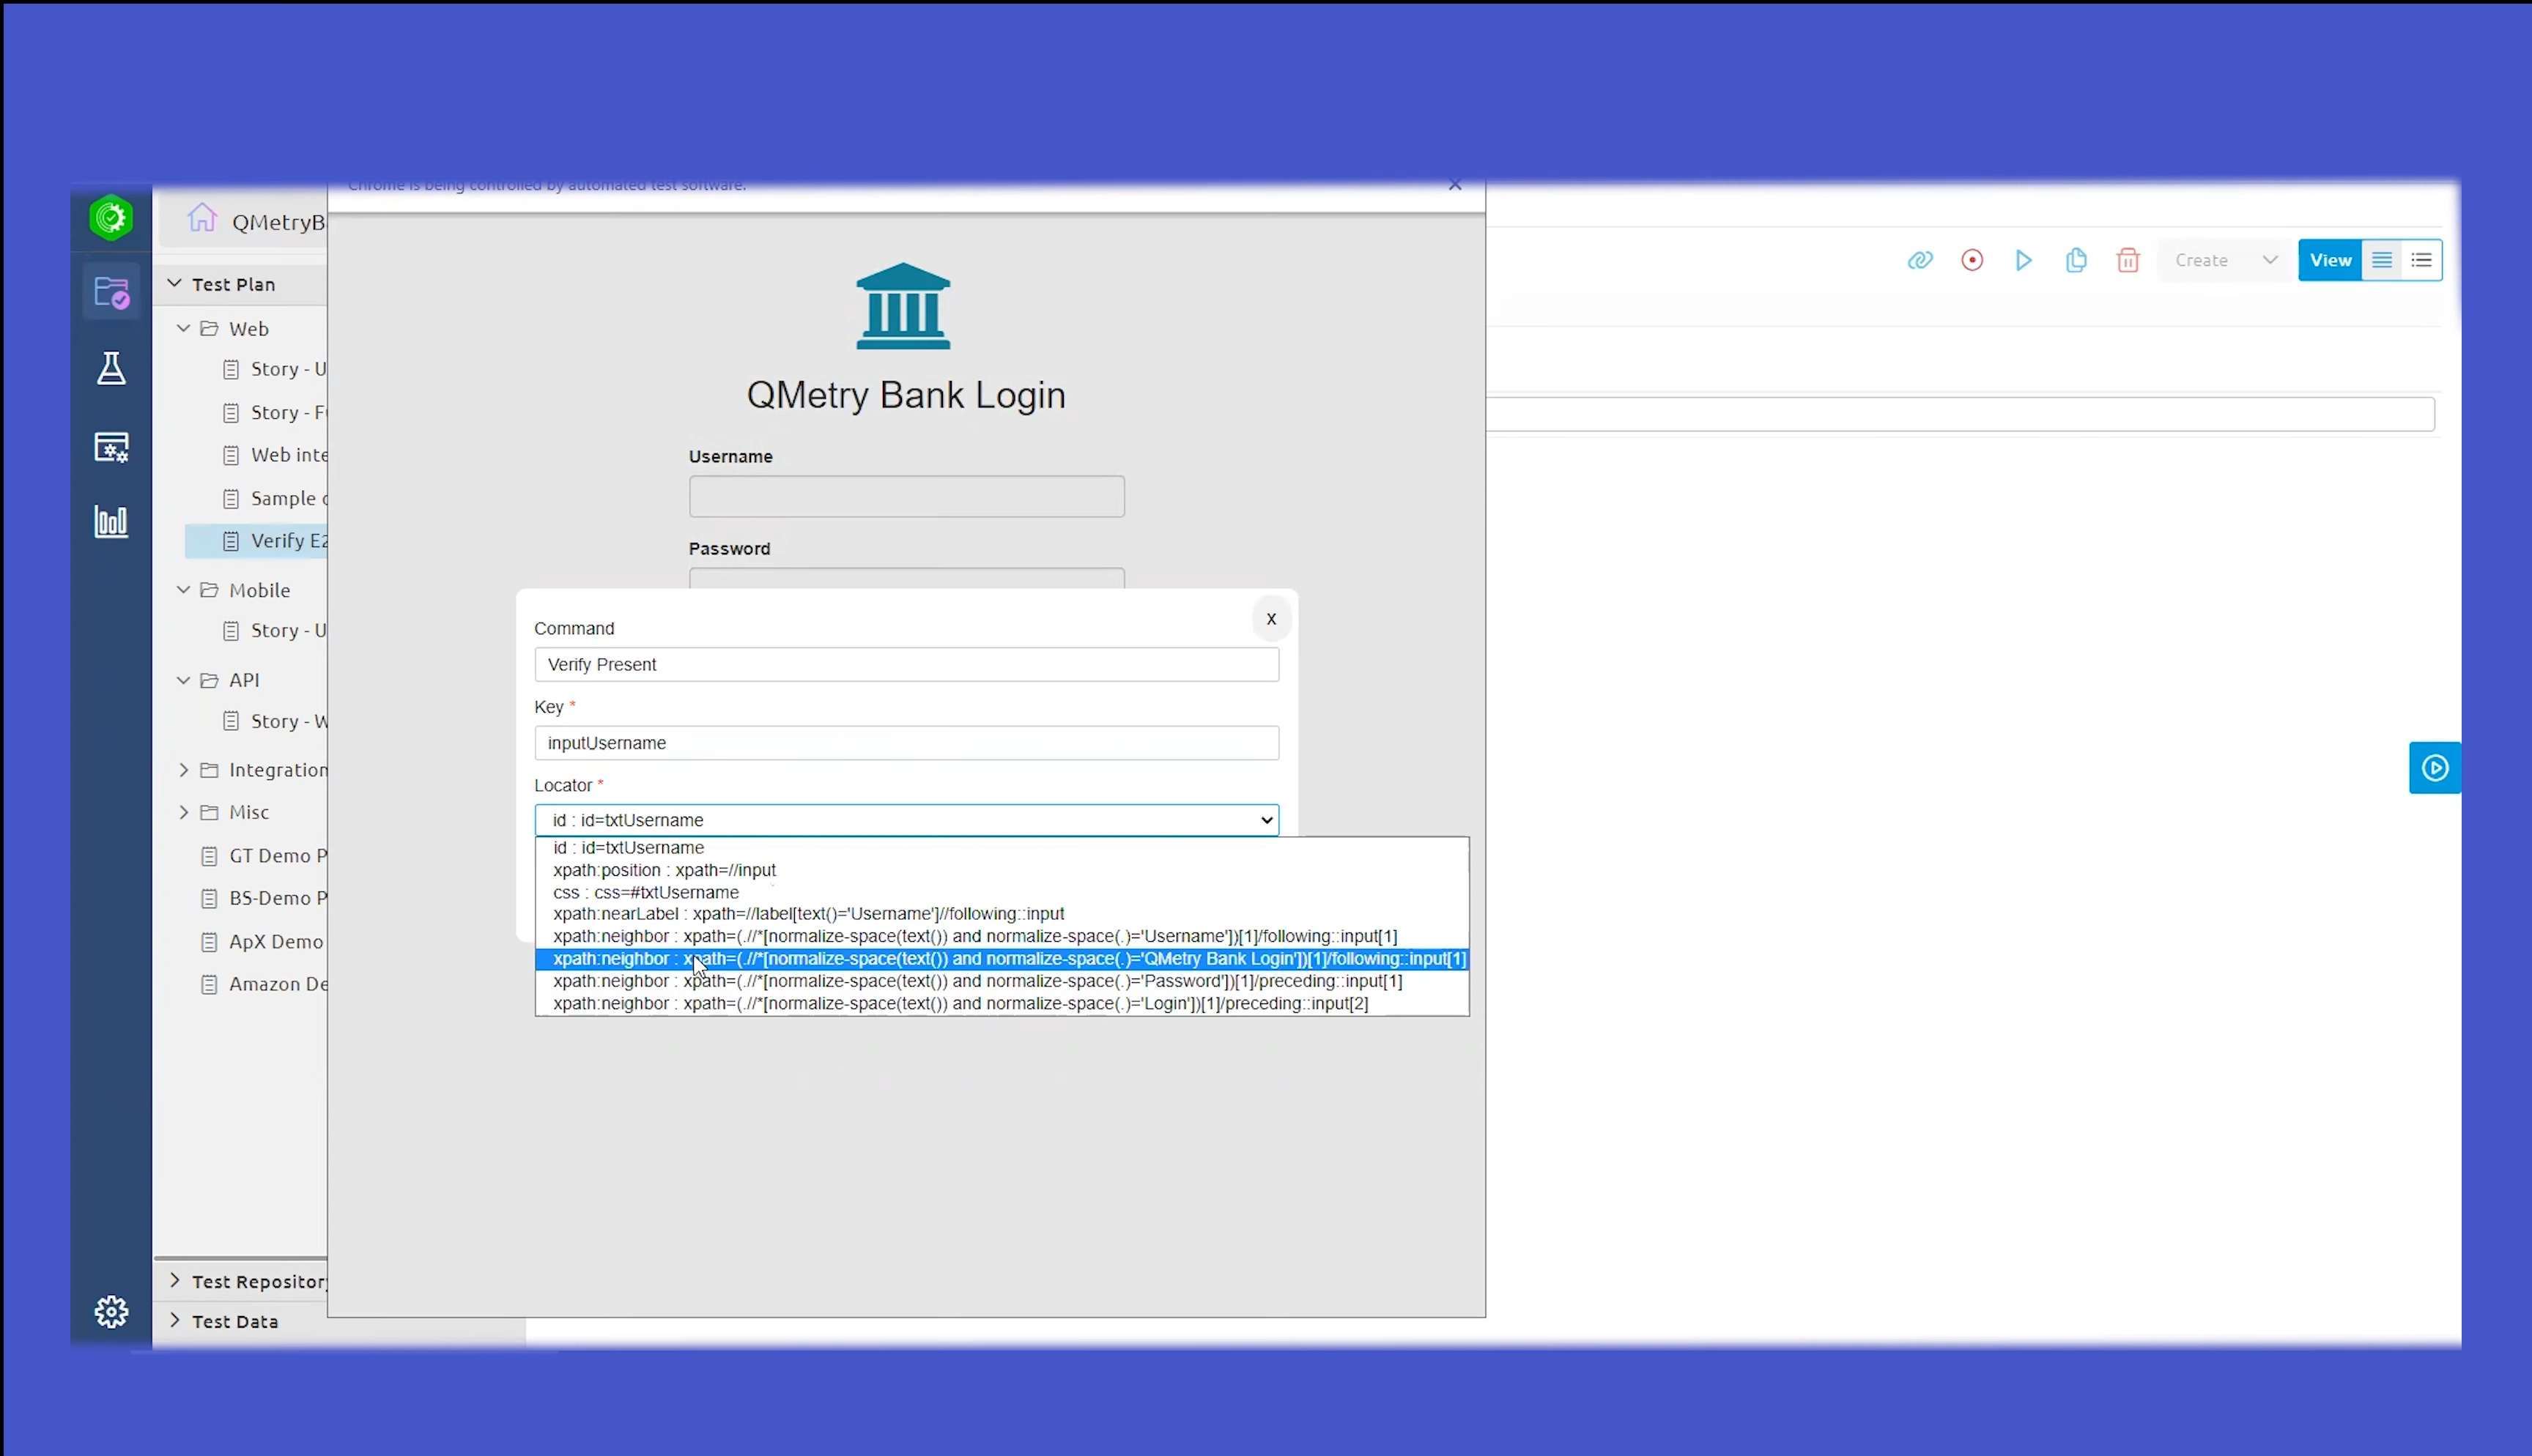 Chrome is being controlled by automated test software.
QMetryB
Test Plan
Web
Story - U
Story - F
Web inte
Sample
Verify E2
Mobile
Story - U
API
Story - W
Integration
Misc
GT Demo P
BS-Demo P
ApX Demo
Amazon De
Test Repository
Test Data
QMetry Bank Login
Username
Password
X
Command
Verify Present
Key *
inputUsername
Locator *
id : id=txtUsername
id : id=txtUsername
xpath:position : xpath=//input
css : css=#txtUsername
xpath:nearLabel : xpath=//label[text()='Username']//following::input
xpath:neighbor : xpath=(.//*[normalize-space(text()) and normalize-space(.)='Username'])[1]/following::input[1]
xpath:neighbor : xpath=(.//*[normalize-space(text()) and normalize-space(.)='QMetry Bank Login'])[1]/following::input[1]
xpath:neighbor : xpath=(.//*[normalize-space(text()) and normalize-space(.)='Password'])[1]/preceding::input[1]
xpath:neighbor : xpath=(.//*[normalize-space(text()) and normalize-space(.)='Login'])[1]/preceding::input[2]
Create
View